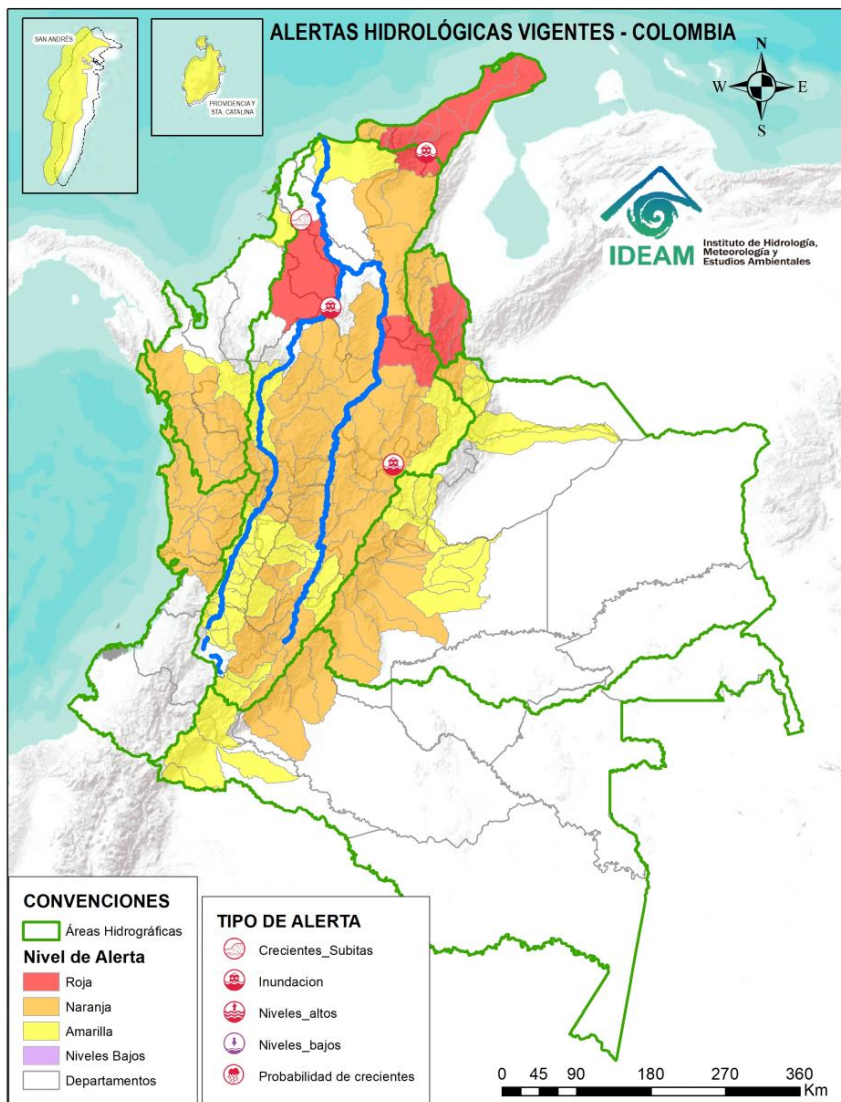 ALERTAS HIDROLÓGICAS VIGENTES - COLOMBIA
SAN ANDRÉS
PROVIDENCIA Y
STA. CATALINA
N
W E
S
IDEAM
Instituto de Hidrología,
Meteorología y
Estudios Ambientales
CONVENCIONES
Áreas Hidrográficas
Nivel de Alerta
Roja
Naranja
Amarilla
Niveles Bajos
Departamentos
TIPO DE ALERTA
Crecientes_Subitas
Inundacion
Niveles_altos
Niveles_bajos
Probabilidad de crecientes
0 45 90 180 270 360
Km